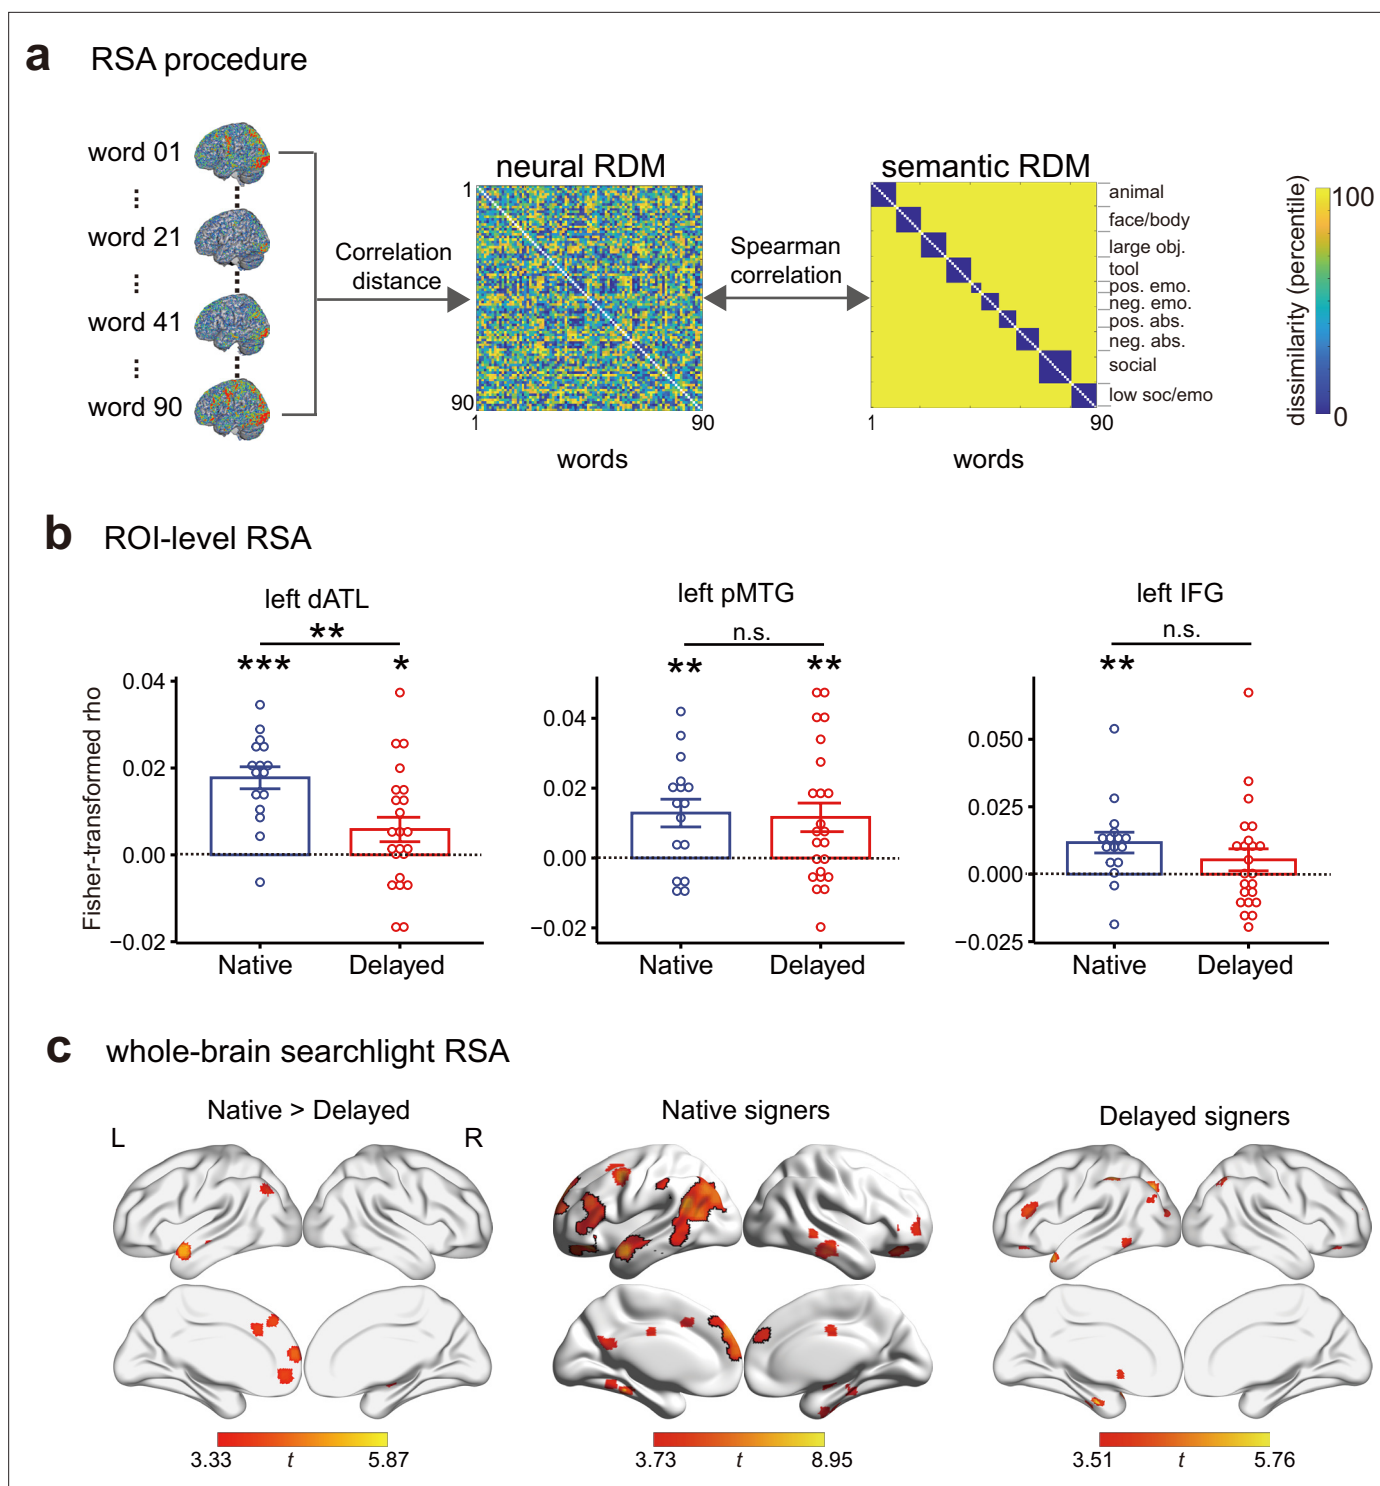 a RSA procedure
word 01
...
word 21
...
word 41
...
word 90
Correlation
distance
neural RDM
1
90
1
90
words
Spearman
correlation
semantic RDM
animal
face/body
large obj.
tool
pos. emo.
neg. emo.
pos. abs.
neg. abs.
social
low soc/emo
1
90
words
100
0
dissimilarity (percentile)
b ROI-level RSA
left dATL
**
***
*
Fisher-transformed rho
0.04
0.02
0.00
−0.02
Native
Delayed
left pMTG
n.s.
**
**
0.04
0.02
0.00
−0.02
Native
Delayed
left IFG
n.s.
**
0.050
0.025
0.000
−0.025
Native
Delayed
c whole-brain searchlight RSA
Native > Delayed
L
R
3.33
t
5.87
Native signers
3.73
t
8.95
Delayed signers
3.51
t
5.76